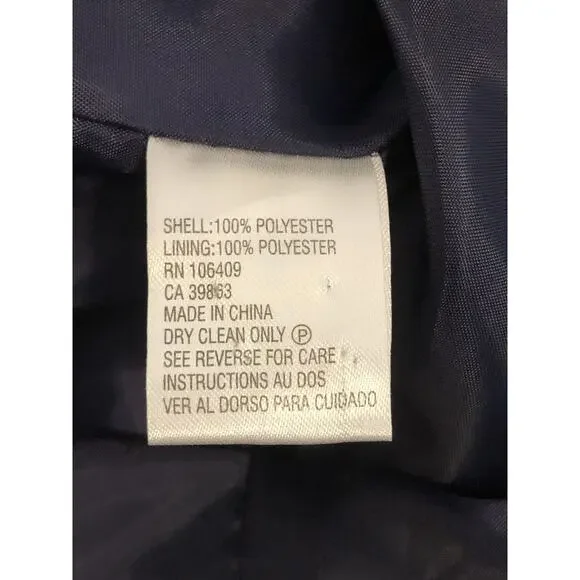 SHELL:100% POLYESTER
LINING:100% POLYESTER
RN 106409
CA 39863
MADE IN CHINA
DRY CLEAN ONLY Ⓟ
SEE REVERSE FOR CARE
INSTRUCTIONS AU DOS
VER AL DORSO PARA CUIDADO